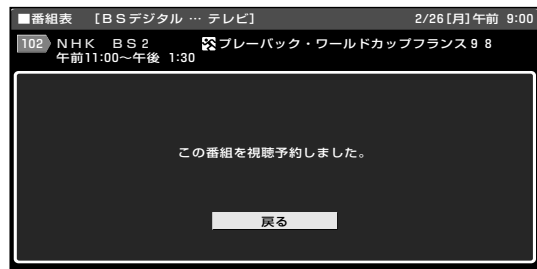 ■番組表 [BSデジタル … テレビ] 2/26[月]午前 9:00
102 NHK BS2 プレーバック・ワールドカップフランス98
午前11:00〜午後 1:30
この番組を視聴予約しました。
戻る